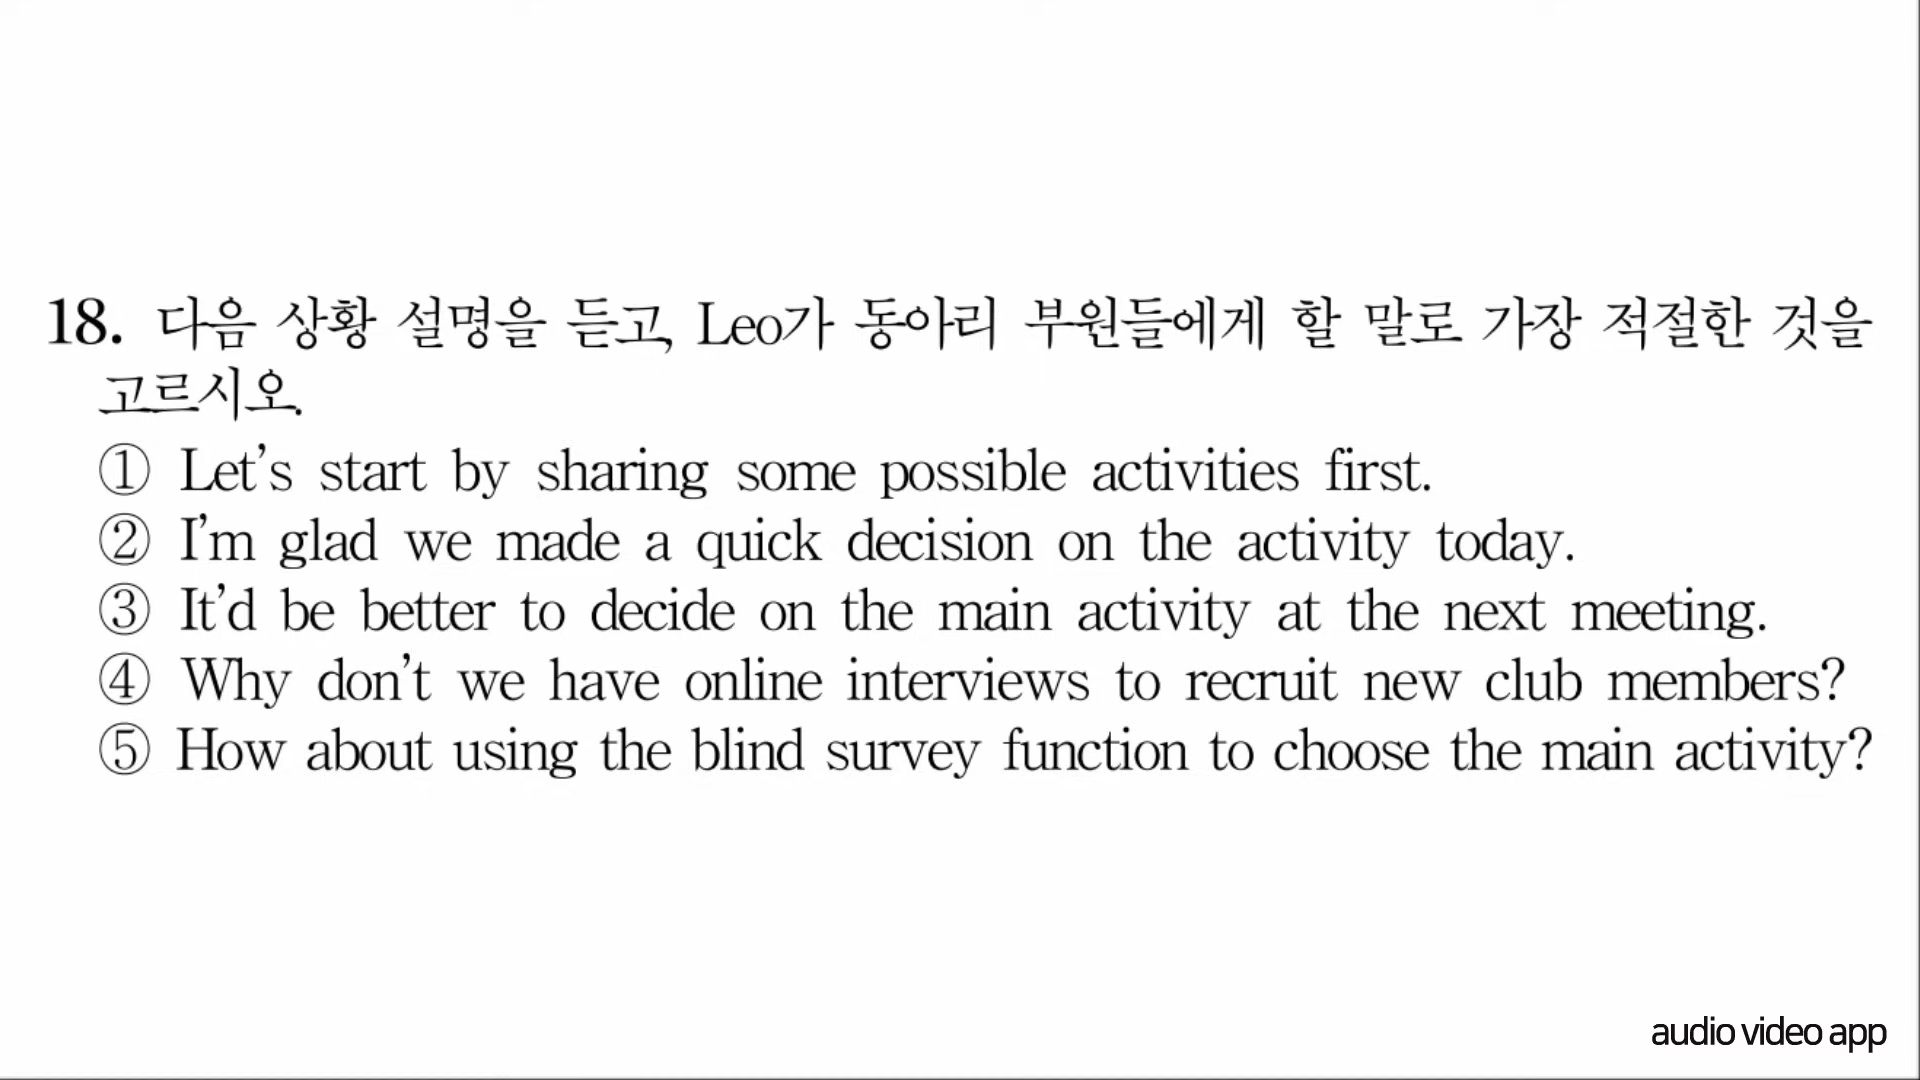 18. 다음 상황 설명을 듣고, Leo가 동아리 부원들에게 할 말로 가장 적절한 것을
고르시오.
① Let's start by sharing some possible activities first.
② I'm glad we made a quick decision on the activity today.
③ It'd be better to decide on the main activity at the next meeting.
④ Why don't we have online interviews to recruit new club members?
⑤ How about using the blind survey function to choose the main activity?
audio video app